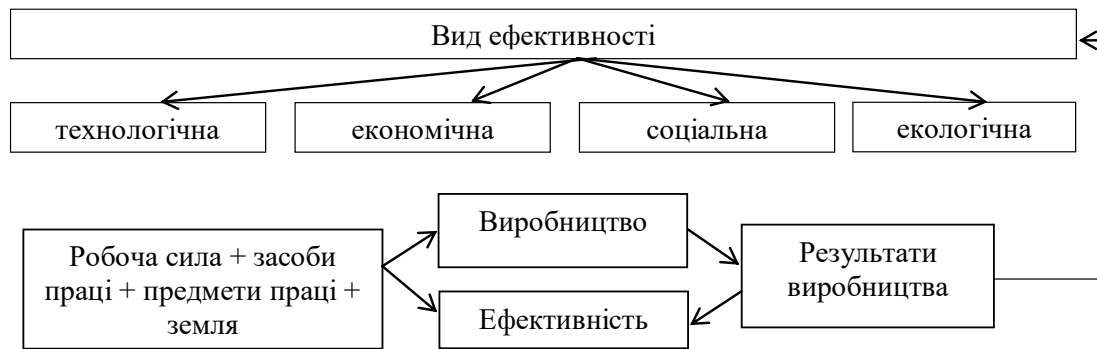 Вид ефективності
технологічна
економічна
соціальна
екологічна
Виробництво
Робоча сила + засоби
праці + предмети праці +
земля
Результати
виробництва
Ефективність